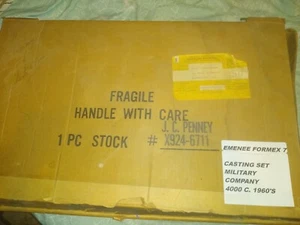 FRAGILE
HANDLE WITH CARE
J. C. PENNEY
1 PC STOCK # X924-6711
EMENEE FORMEX 7
CASTING SET
MILITARY
COMPANY
4000 C. 1960'S